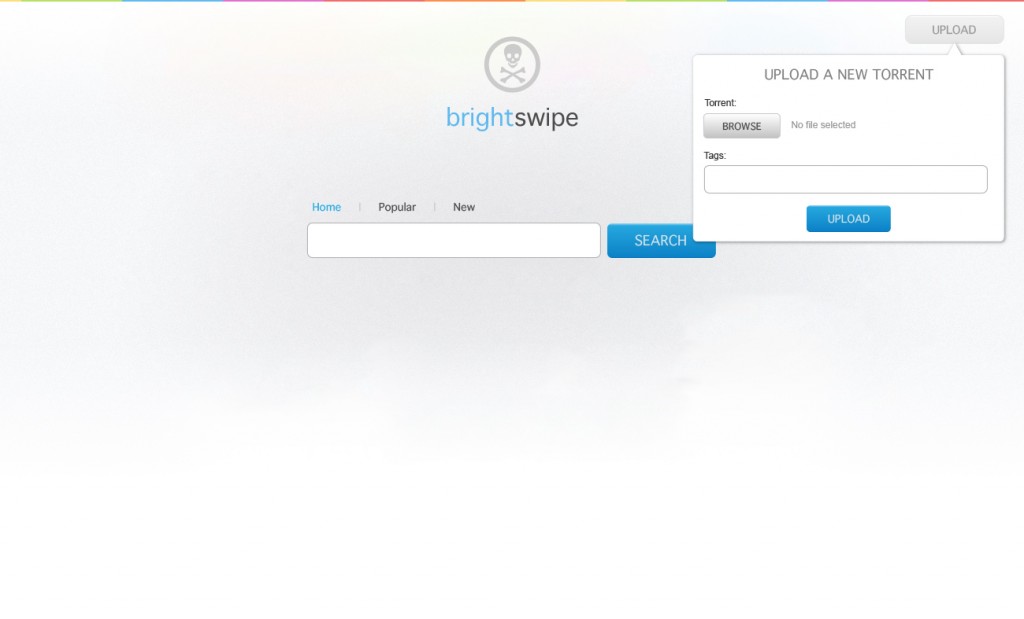 UPLOAD
brightswipe
UPLOAD A NEW TORRENT
Torrent:
BROWSE No file selected
Tags:
UPLOAD
Home | Popular | New
SEARCH